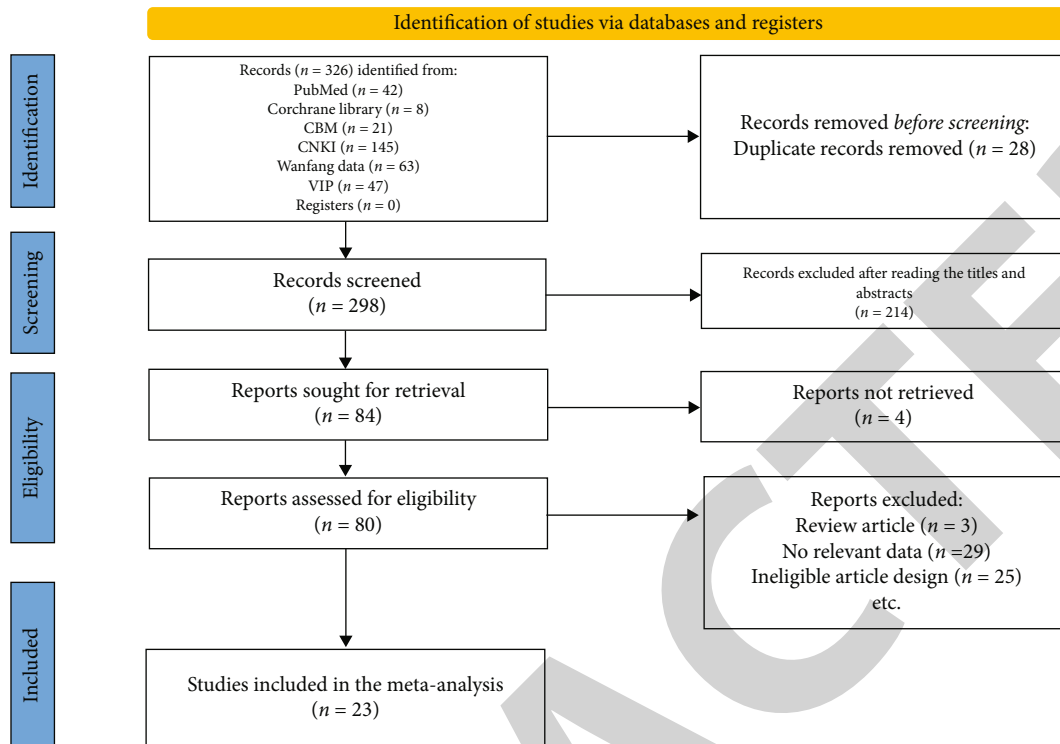 Identification of studies via databases and registers
Identification
Records (n = 326) identified from:
PubMed (n = 42)
Corchrane library (n = 8)
CBM (n = 21)
CNKI (n = 145)
Wanfang data (n = 63)
VIP (n = 47)
Registers (n = 0)
Records removed before screening:
Duplicate records removed (n = 28)
Screening
Records screened
(n = 298)
Records excluded after reading the titles and
abstracts
(n = 214)
Eligibility
Reports sought for retrieval
(n = 84)
Reports not retrieved
(n = 4)
Reports assessed for eligibility
(n = 80)
Reports excluded:
Review article (n = 3)
No relevant data (n =29)
Ineligible article design (n = 25)
etc.
Included
Studies included in the meta-analysis
(n = 23)